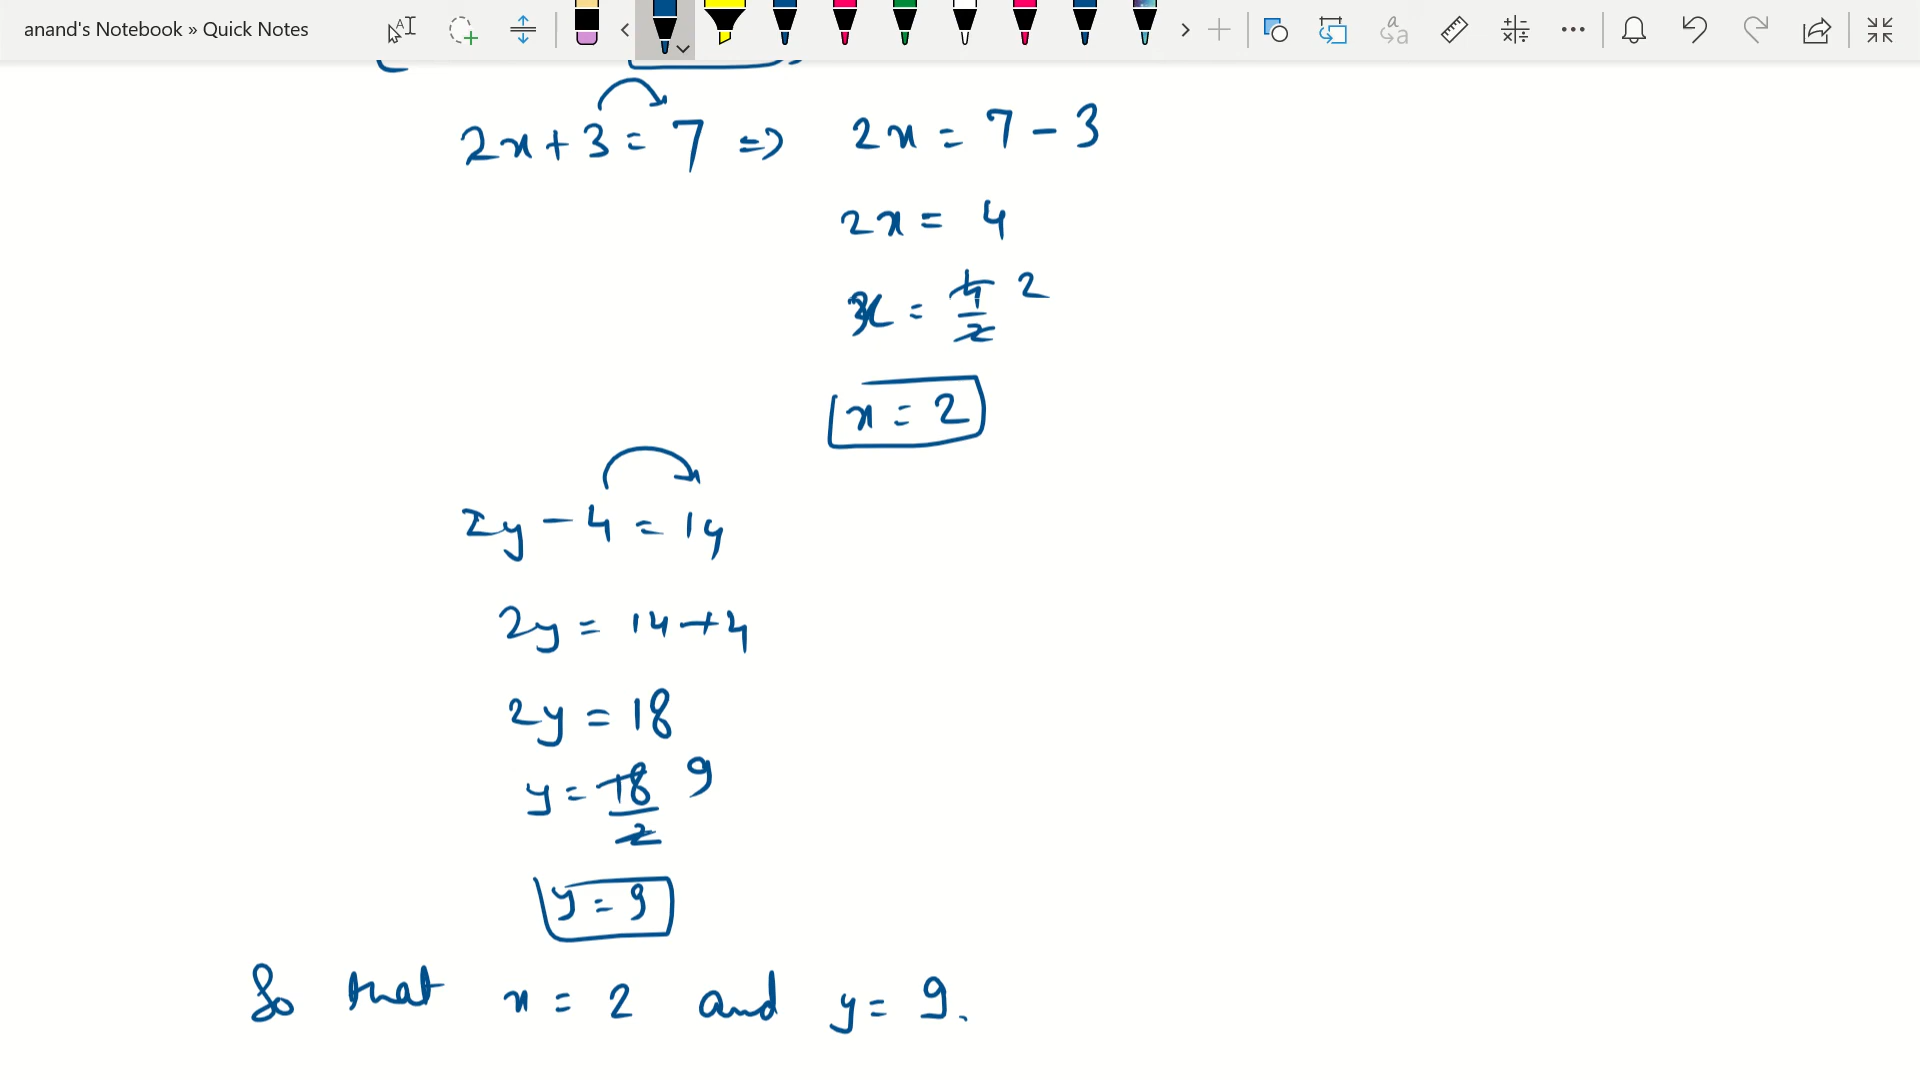 anand's Notebook » Quick Notes
2x + 3 = 7 => 2x = 7 - 3
2x = 4
x = 4/2 2
x = 2
2y - 4 = 14
2y = 14 + 4
2y = 18
y = 18/2 9
y = 9
So that x = 2 and y = 9.